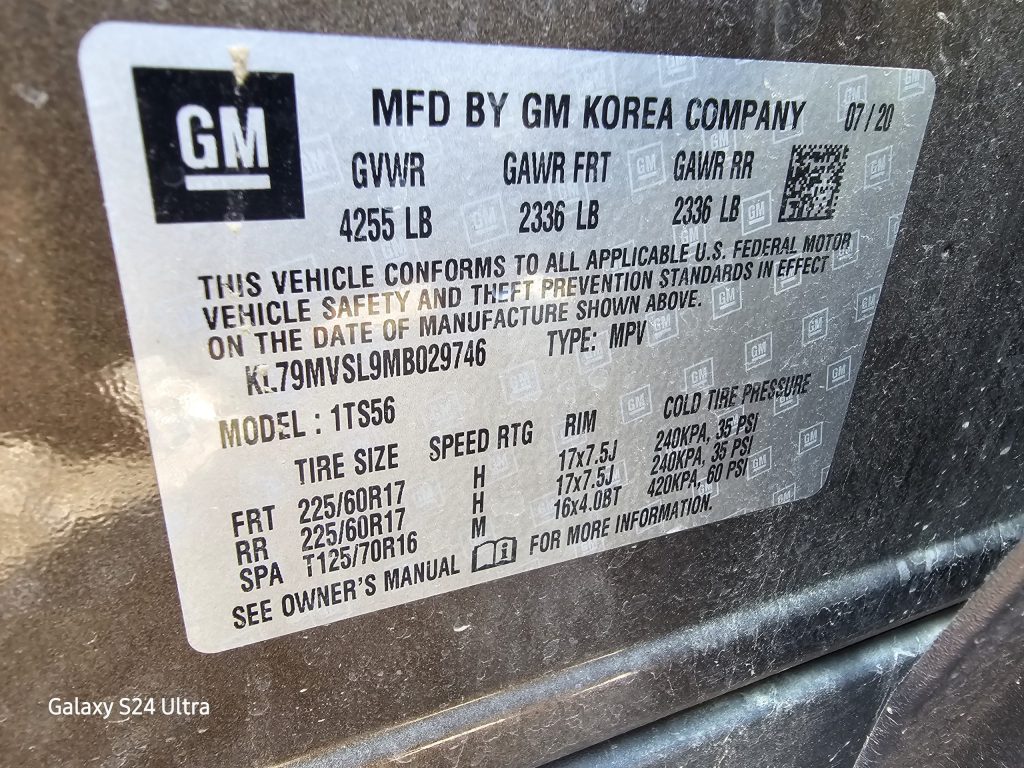 GM
MFD BY GM KOREA COMPANY 07/20
GVWR GAWR FRT GAWR RR
4255 LB 2336 LB 2336 LB
THIS VEHICLE CONFORMS TO ALL APPLICABLE U.S. FEDERAL MOTOR
VEHICLE SAFETY AND THEFT PREVENTION STANDARDS IN EFFECT
ON THE DATE OF MANUFACTURE SHOWN ABOVE.
KL79MVSL9MB029746 TYPE: MPV
MODEL : 1TS56
TIRE SIZE SPEED RTG RIM COLD TIRE PRESSURE
FRT 225/60R17 H 17x7.5J 240KPA, 35 PSI
RR 225/60R17 H 17x7.5J 240KPA, 35 PSI
SPA T125/70R16 M 16x4.0BT 420KPA, 60 PSI
SEE OWNER'S MANUAL FOR MORE INFORMATION.
Galaxy S24 Ultra